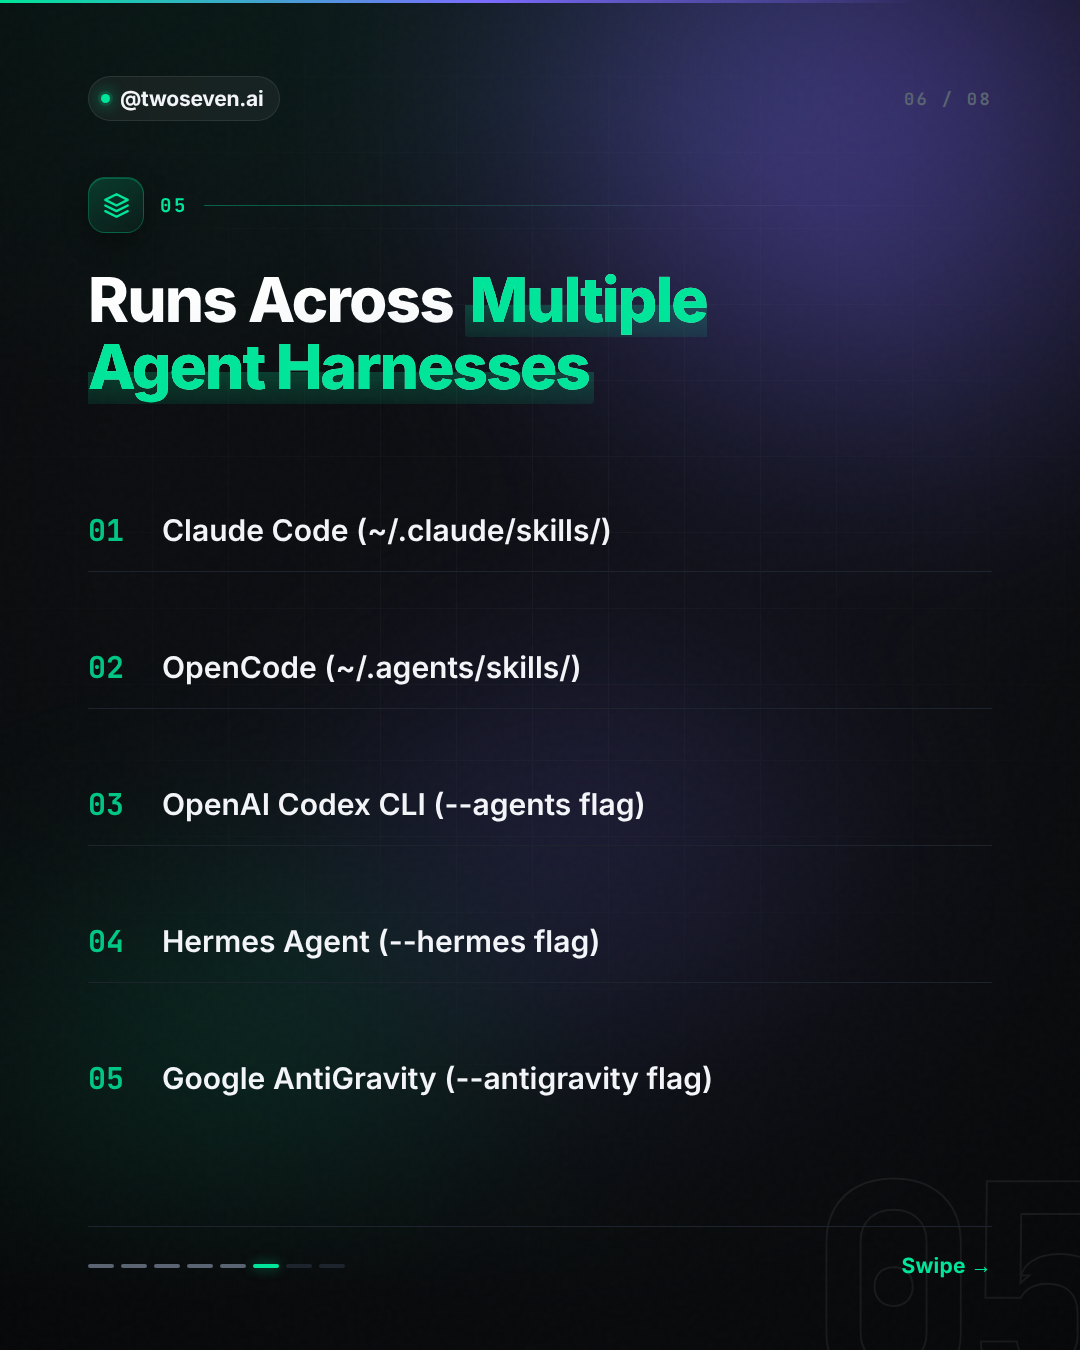 @twoseven.ai
06 / 08
05
Runs Across Multiple
Agent Harnesses
01 Claude Code (~/.claude/skills/)
02 OpenCode (~/.agents/skills/)
03 OpenAI Codex CLI (--agents flag)
04 Hermes Agent (--hermes flag)
05 Google AntiGravity (--antigravity flag)
Swipe →
05